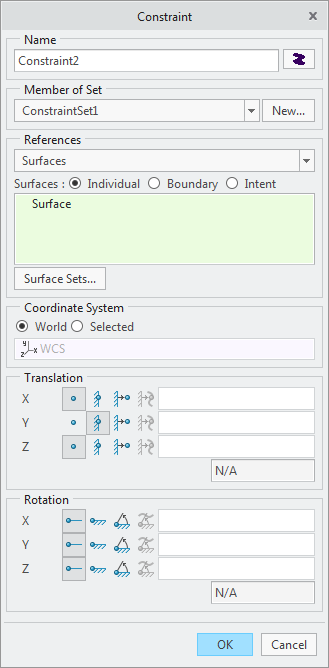 Constraint
Name
Constraint2
Member of Set
ConstraintSet1
New...
References
Surfaces
Surfaces : Individual Boundary Intent
Surface
Surface Sets...
Coordinate System
World Selected
y z x WCS
Translation
X
Y
Z
N/A
Rotation
X
Y
Z
N/A
OK Cancel